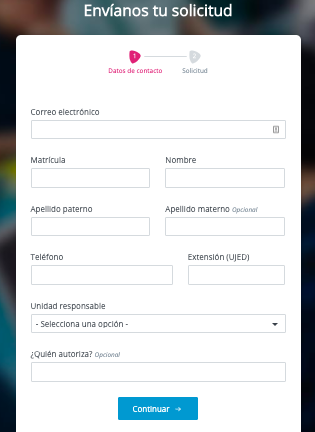 Envíanos tu solicitud
1
2
Datos de contacto
Solicitud
Correo electrónico
Matrícula
Nombre
Apellido paterno
Apellido materno Opcional
Teléfono
Extensión (UJED)
Unidad responsable
- Selecciona una opción -
¿Quién autoriza? Opcional
Continuar →